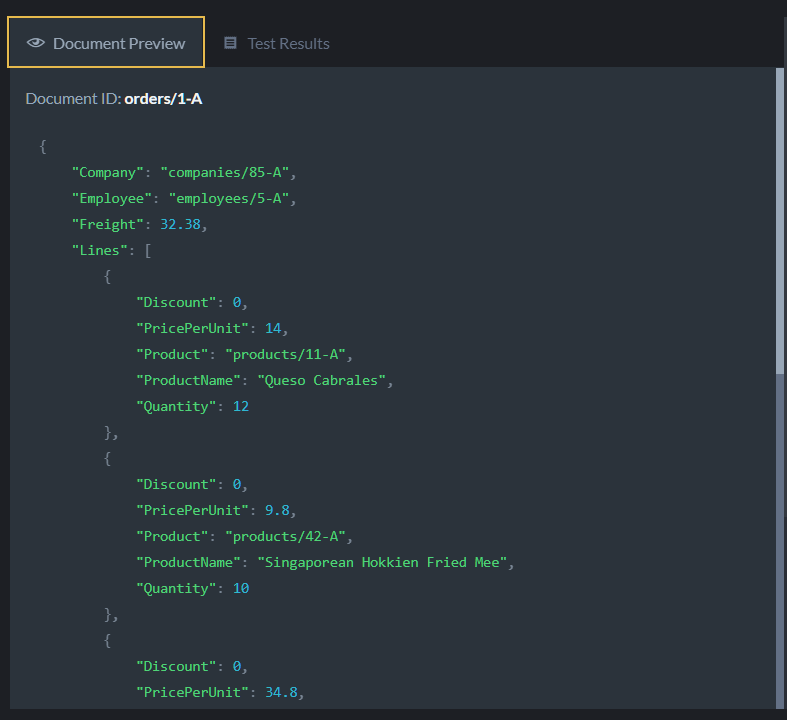 Document Preview Test Results
Document ID: orders/1-A
{
"Company": "companies/85-A",
"Employee": "employees/5-A",
"Freight": 32.38,
"Lines": [
{
"Discount": 0,
"PricePerUnit": 14,
"Product": "products/11-A",
"ProductName": "Queso Cabrales",
"Quantity": 12
},
{
"Discount": 0,
"PricePerUnit": 9.8,
"Product": "products/42-A",
"ProductName": "Singaporean Hokkien Fried Mee",
"Quantity": 10
},
{
"Discount": 0,
"PricePerUnit": 34.8,